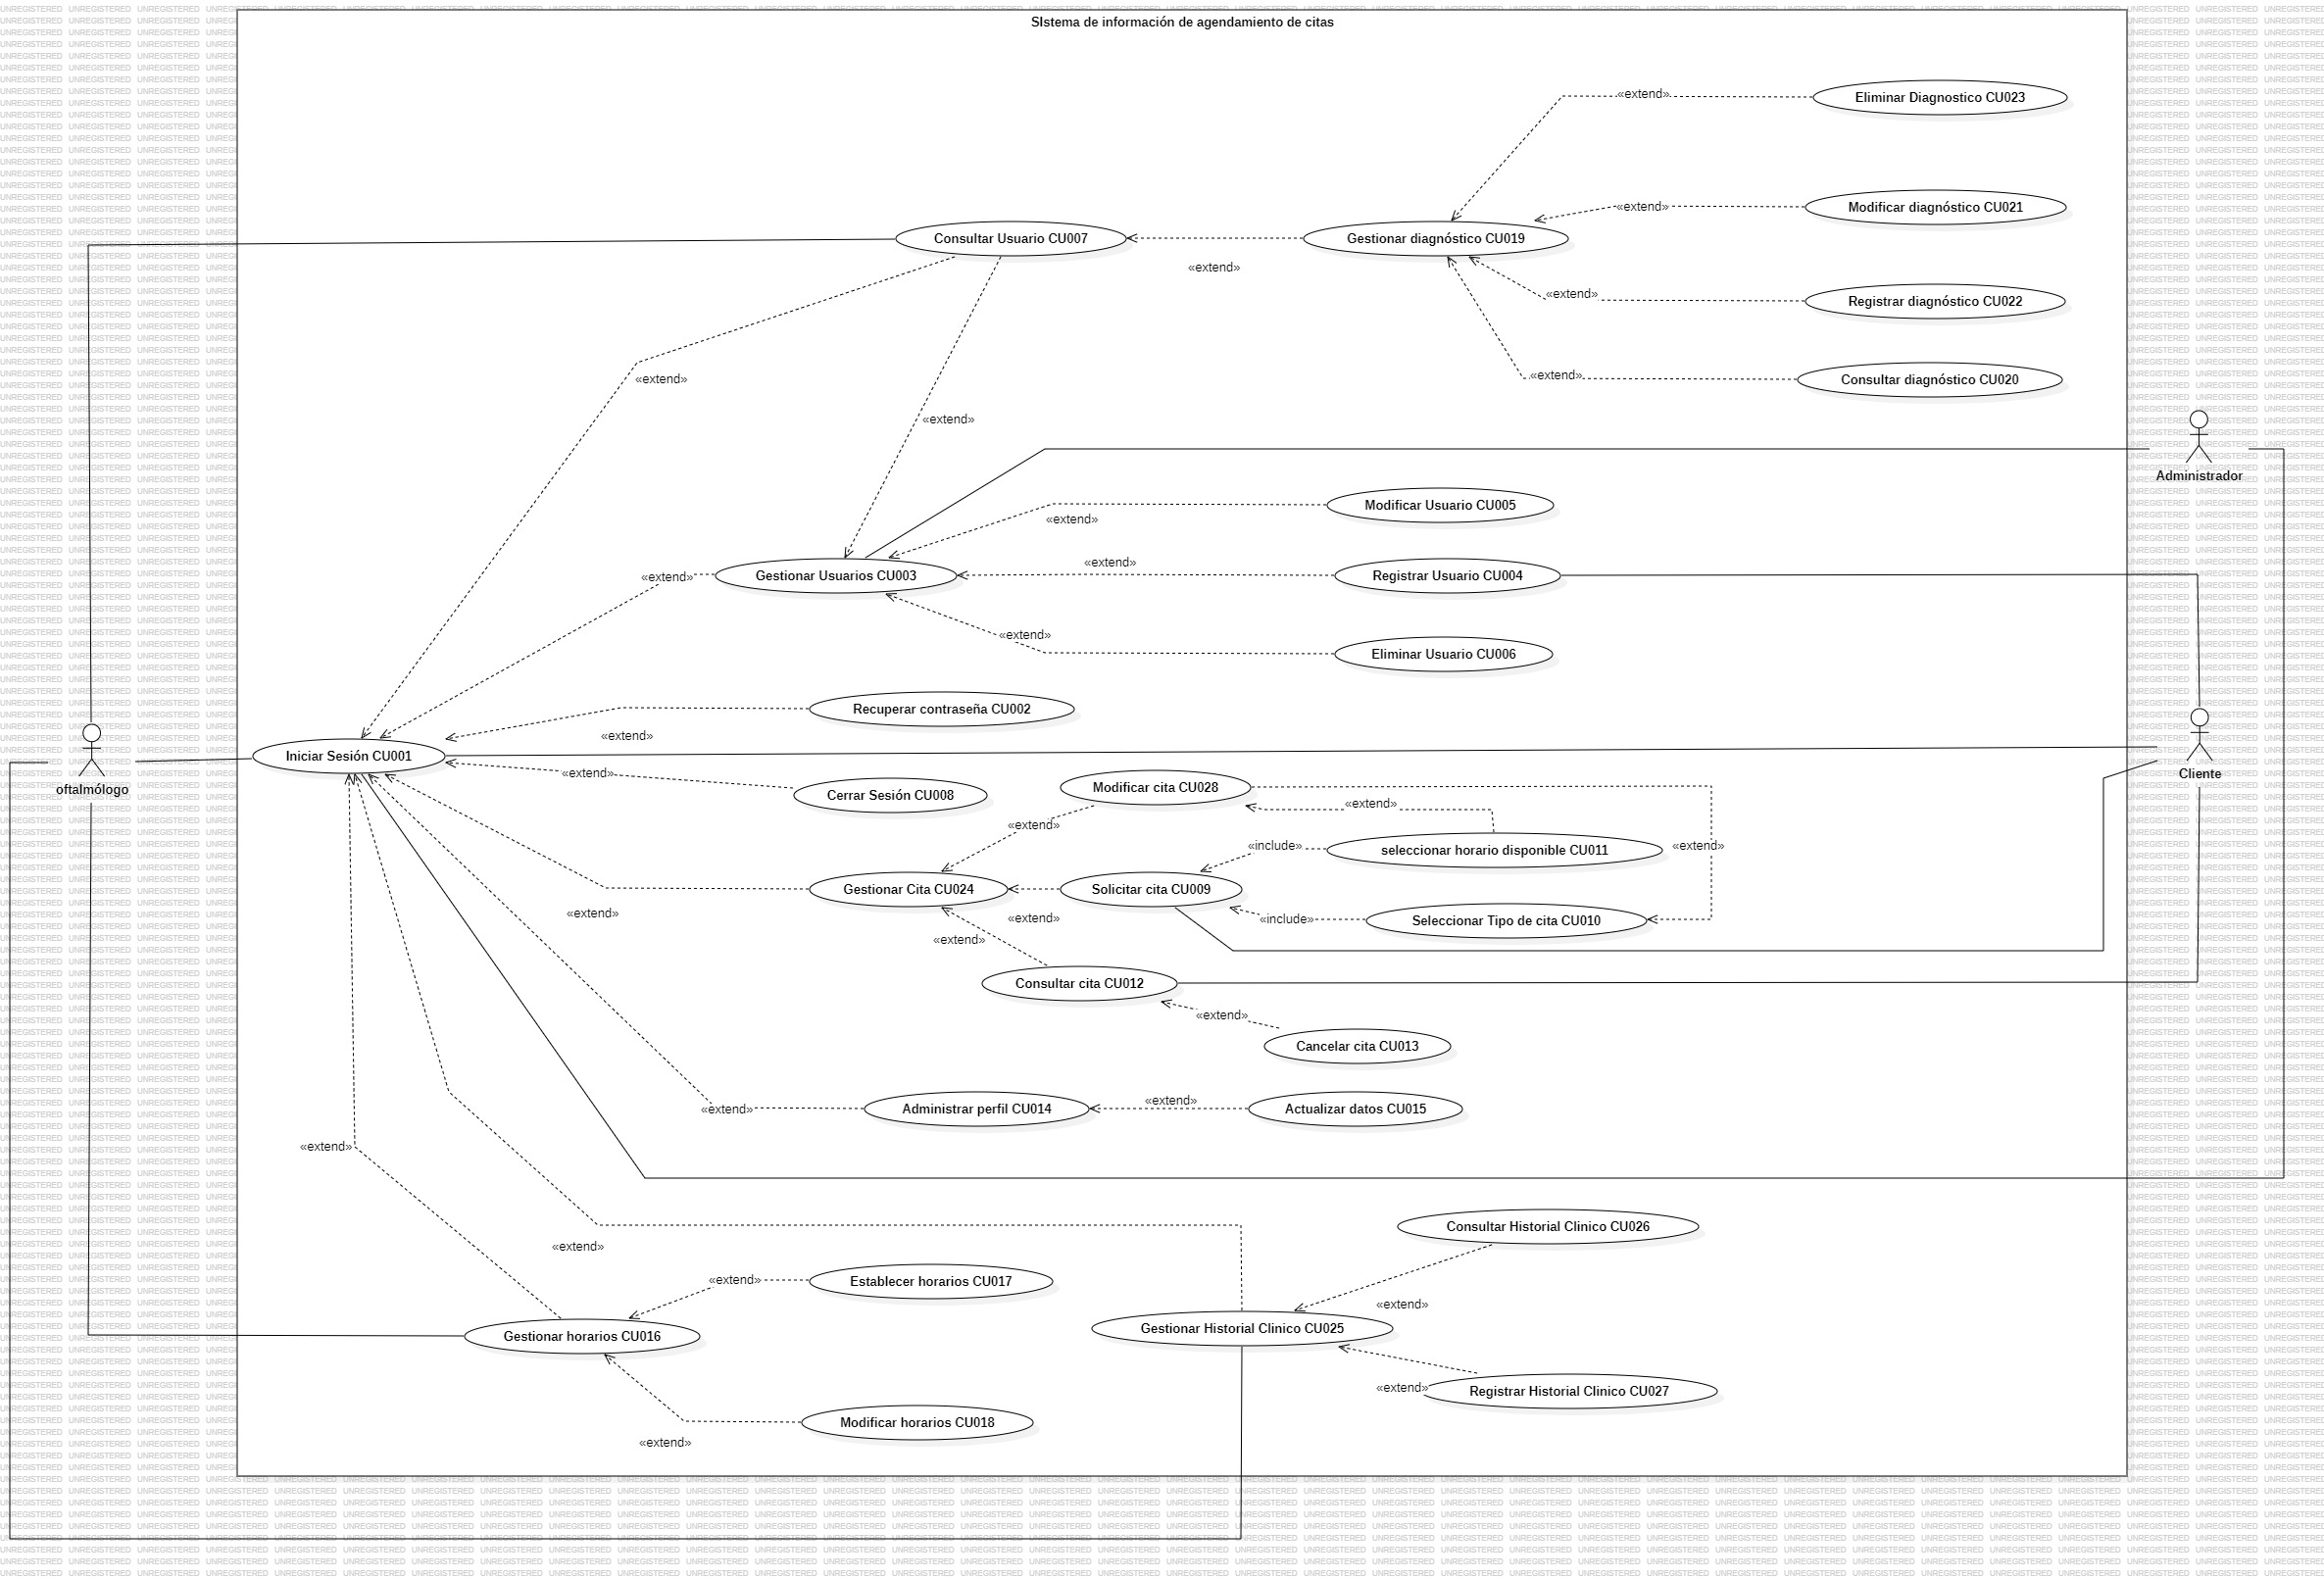 SIstema de información de agendamiento de citas
«extend»
Eliminar Diagnostico CU023
«extend»
Modificar diagnóstico CU021
Consultar Usuario CU007
Gestionar diagnóstico CU019
«extend»
«extend»
Registrar diagnóstico CU022
«extend»
«extend»
Consultar diagnóstico CU020
«extend»
Administrador
Modificar Usuario CU005
«extend»
«extend»
«extend»
Gestionar Usuarios CU003
Registrar Usuario CU004
«extend»
Eliminar Usuario CU006
Recuperar contraseña CU002
«extend»
Iniciar Sesión CU001
«extend»
Cliente
oftalmólogo
Cerrar Sesión CU008
Modificar cita CU028
«extend»
«extend»
«include»
seleccionar horario disponible CU011
«extend»
Gestionar Cita CU024
Solicitar cita CU009
«extend»
«extend»
«include»
Seleccionar Tipo de cita CU010
«extend»
Consultar cita CU012
«extend»
Cancelar cita CU013
«extend»
Administrar perfil CU014
«extend»
Actualizar datos CU015
«extend»
Consultar Historial Clinico CU026
«extend»
«extend»
Establecer horarios CU017
«extend»
Gestionar horarios CU016
Gestionar Historial Clinico CU025
«extend»
Registrar Historial Clinico CU027
Modificar horarios CU018
«extend»
UNREGISTERED